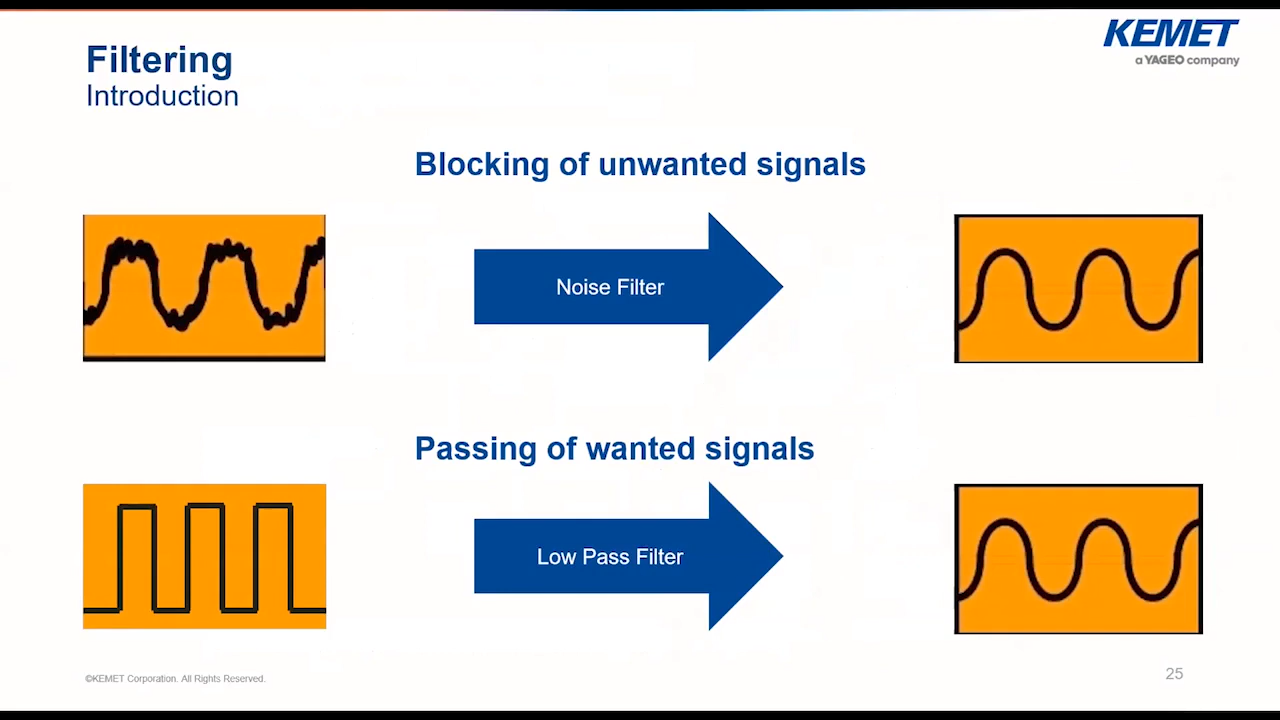 KEMET
a YAGEO company
Filtering
Introduction
Blocking of unwanted signals
Noise Filter
Passing of wanted signals
Low Pass Filter
©KEMET Corporation. All Rights Reserved.
25